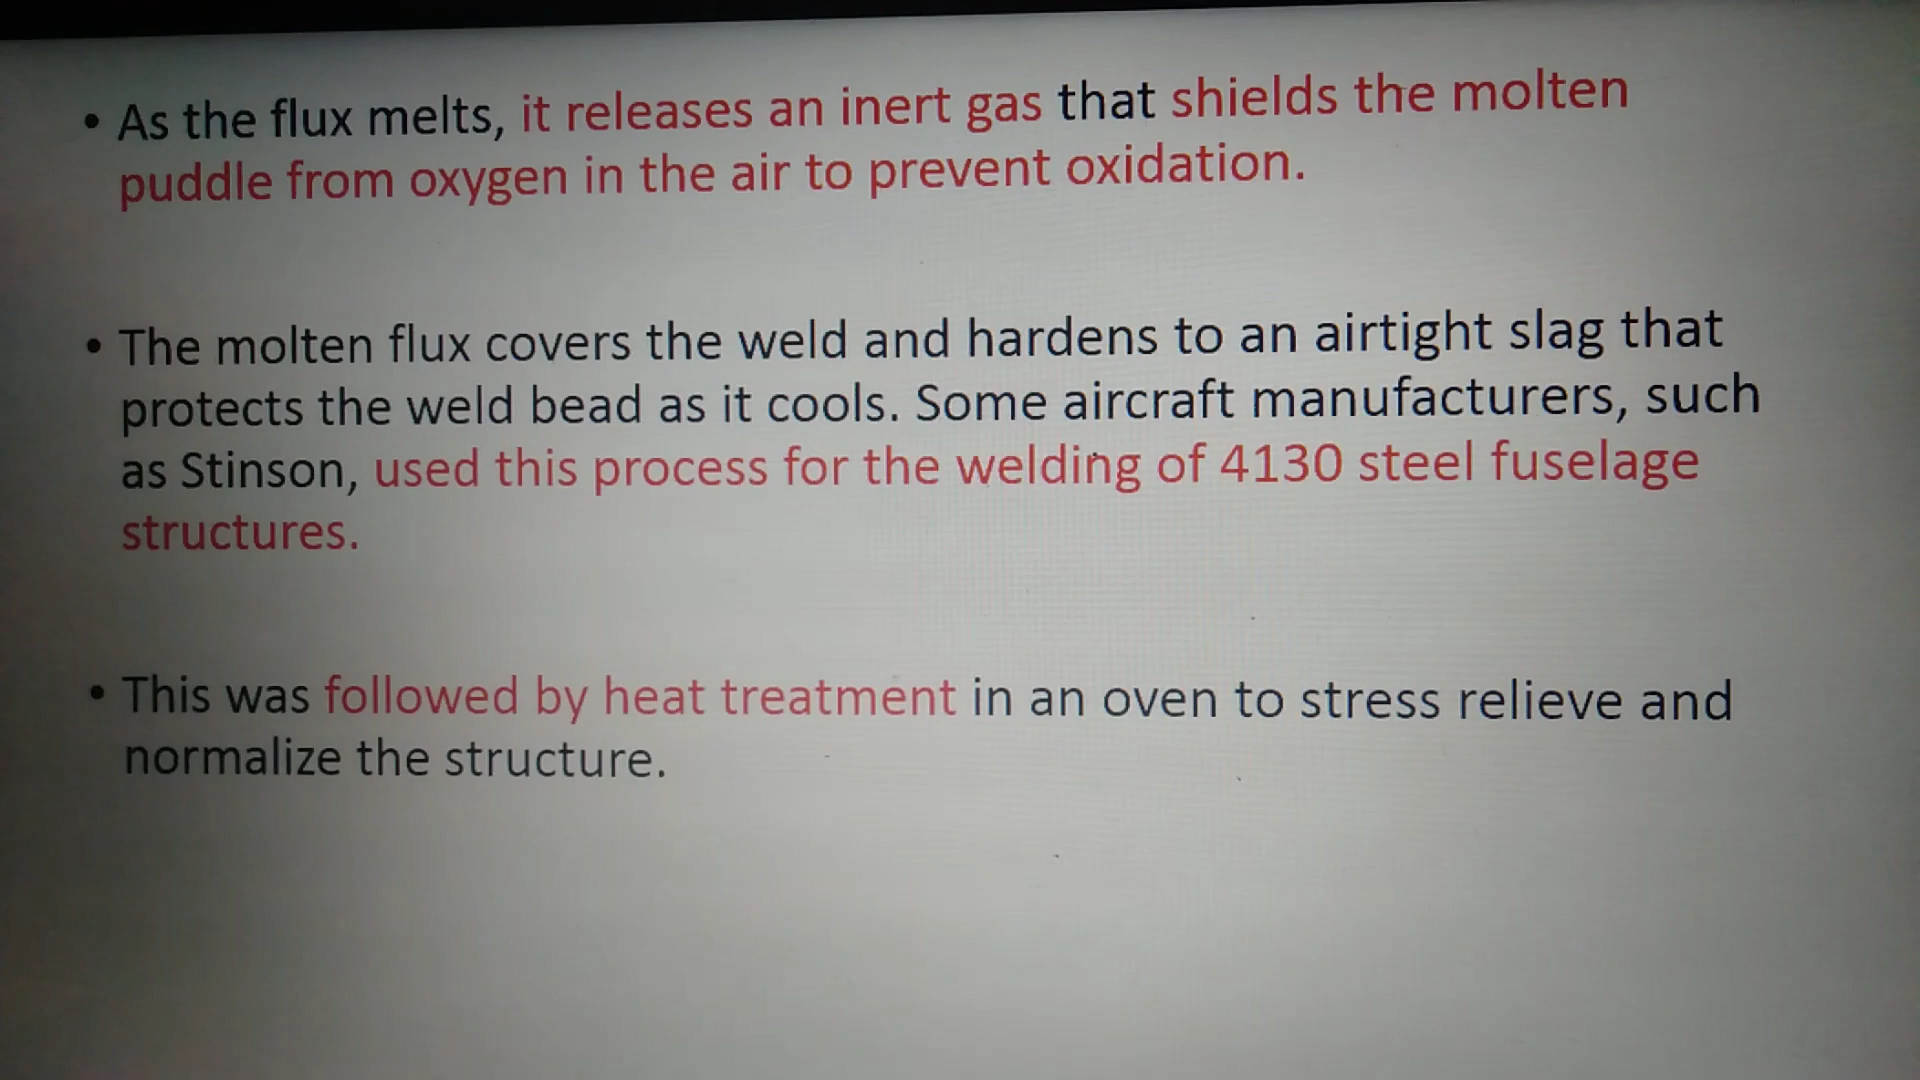 • As the flux melts, it releases an inert gas that shields the molten
puddle from oxygen in the air to prevent oxidation.
• The molten flux covers the weld and hardens to an airtight slag that
protects the weld bead as it cools. Some aircraft manufacturers, such
as Stinson, used this process for the welding of 4130 steel fuselage
structures.
• This was followed by heat treatment in an oven to stress relieve and
normalize the structure.